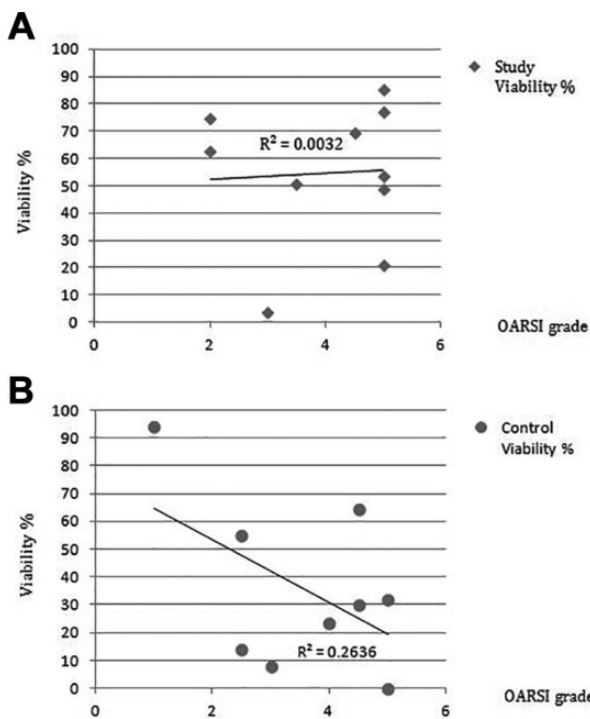 A
100
90
80
70
60
50
40
30
20
10
0
Viability %
R² = 0.0032
Study
Viability %
0 2 4 6
OARSI grade
B
100
90
80
70
60
50
40
30
20
10
0
Viability %
R² = 0.2636
Control
Viability %
0 2 4 6
OARSI grade